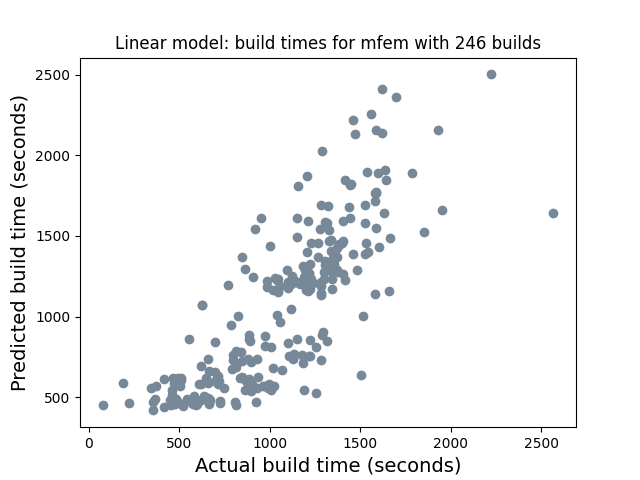 Linear model: build times for mfem with 246 builds
Predicted build time (seconds)
2500
2000
1500
1000
500
0 500 1000 1500 2000 2500
Actual build time (seconds)